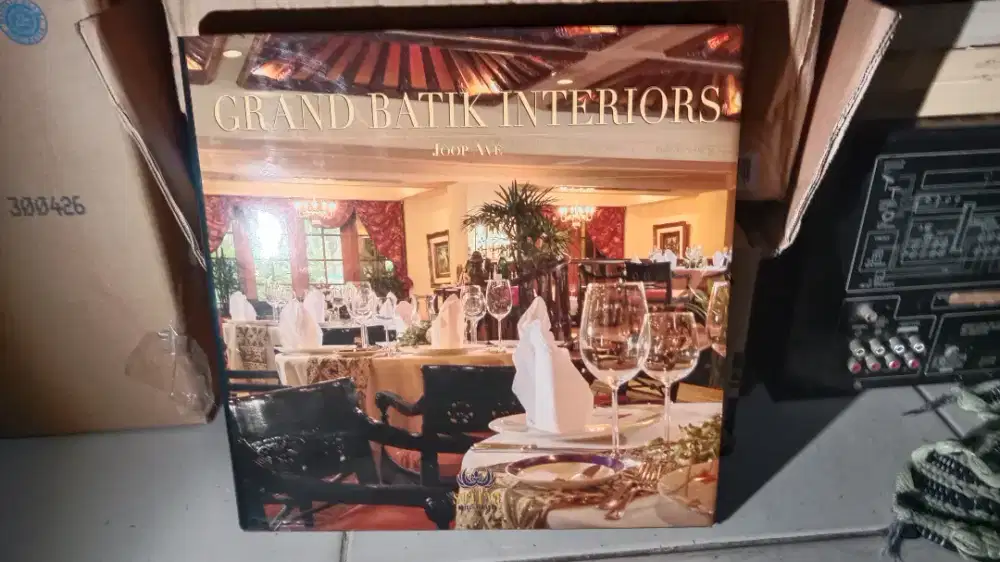 GRAND BATIK INTERIORS
JOOP AVE
300426